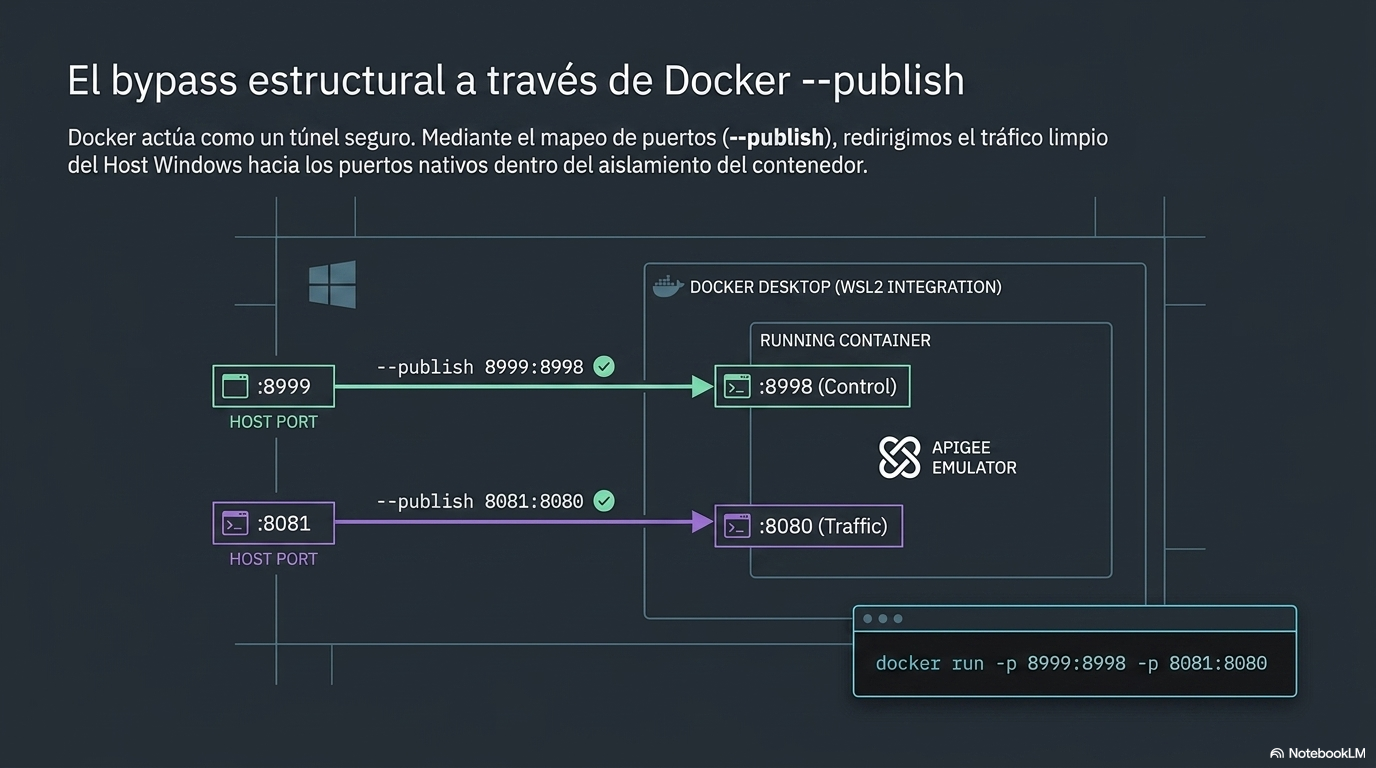 El bypass estructural a través de Docker --publish
Docker actúa como un túnel seguro. Mediante el mapeo de puertos (--publish), redirigimos el tráfico limpio
del Host Windows hacia los puertos nativos dentro del aislamiento del contenedor.
DOCKER DESKTOP (WSL2 INTEGRATION)
RUNNING CONTAINER
--publish 8999:8998
:8999
:8998 (Control)
HOST PORT
APIGEE
EMULATOR
--publish 8081:8080
:8081
:8080 (Traffic)
HOST PORT
docker run -p 8999:8998 -p 8081:8080
NotebookLM